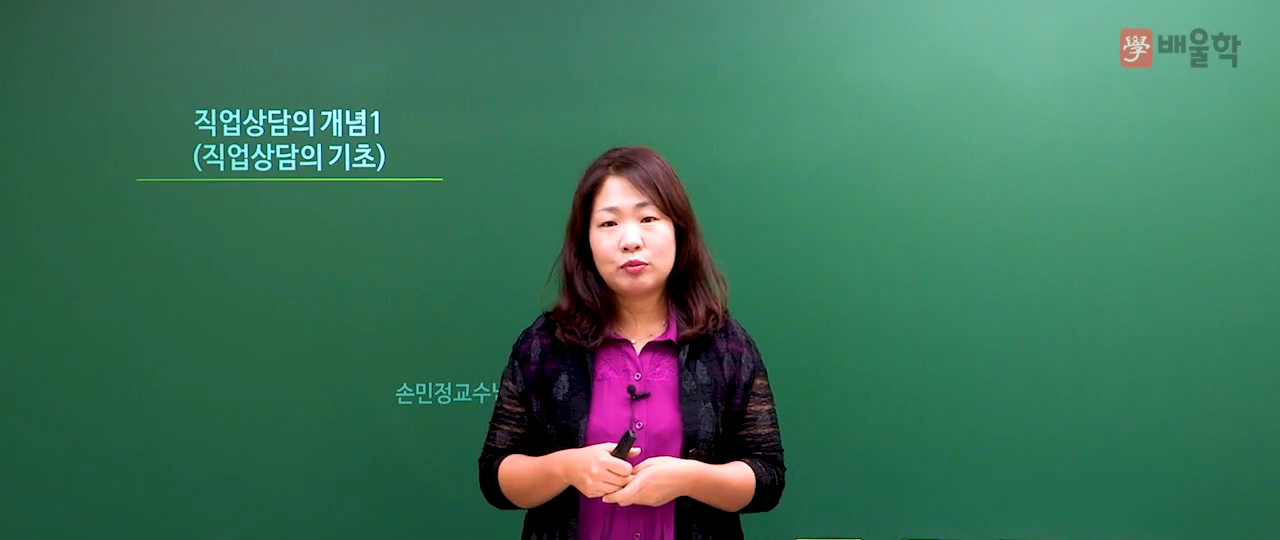 學 배울학
직업상담의 개념1
(직업상담의 기초)
손민정교수